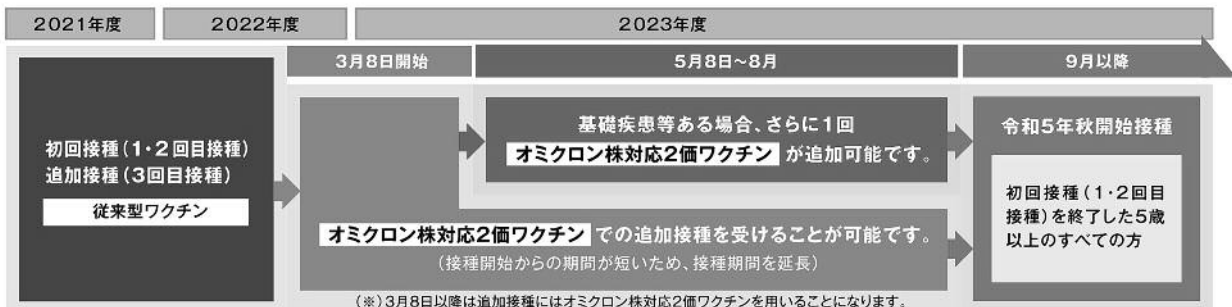 2021年度
2022年度
2023年度
3月8日開始
5月8日～8月
9月以降
初回接種（1・2回目接種）
追加接種（3回目接種）
従来型ワクチン
基礎疾患等ある場合、さらに1回
オミクロン株対応2価ワクチン が追加可能です。
オミクロン株対応2価ワクチン での追加接種を受けることが可能です。
（接種開始からの期間が短いため、接種期間を延長）
令和5年秋開始接種
初回接種（1・2回目
接種）を終了した5歳
以上のすべての方
（※）3月8日以降は追加接種にはオミクロン株対応2価ワクチンを用いることになります。